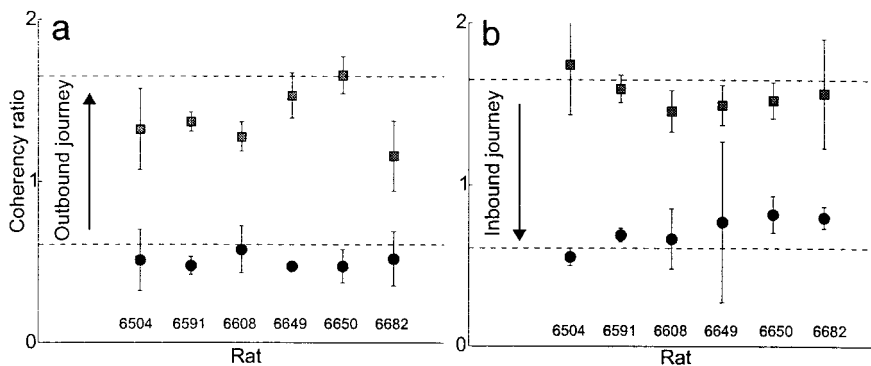 a
2
1
0
Coherency ratio
Outbound journey
6504 6591 6608 6649 6650 6682
Rat
b
2
1
0
Inbound journey
6504 6591 6608 6649 6650 6682
Rat